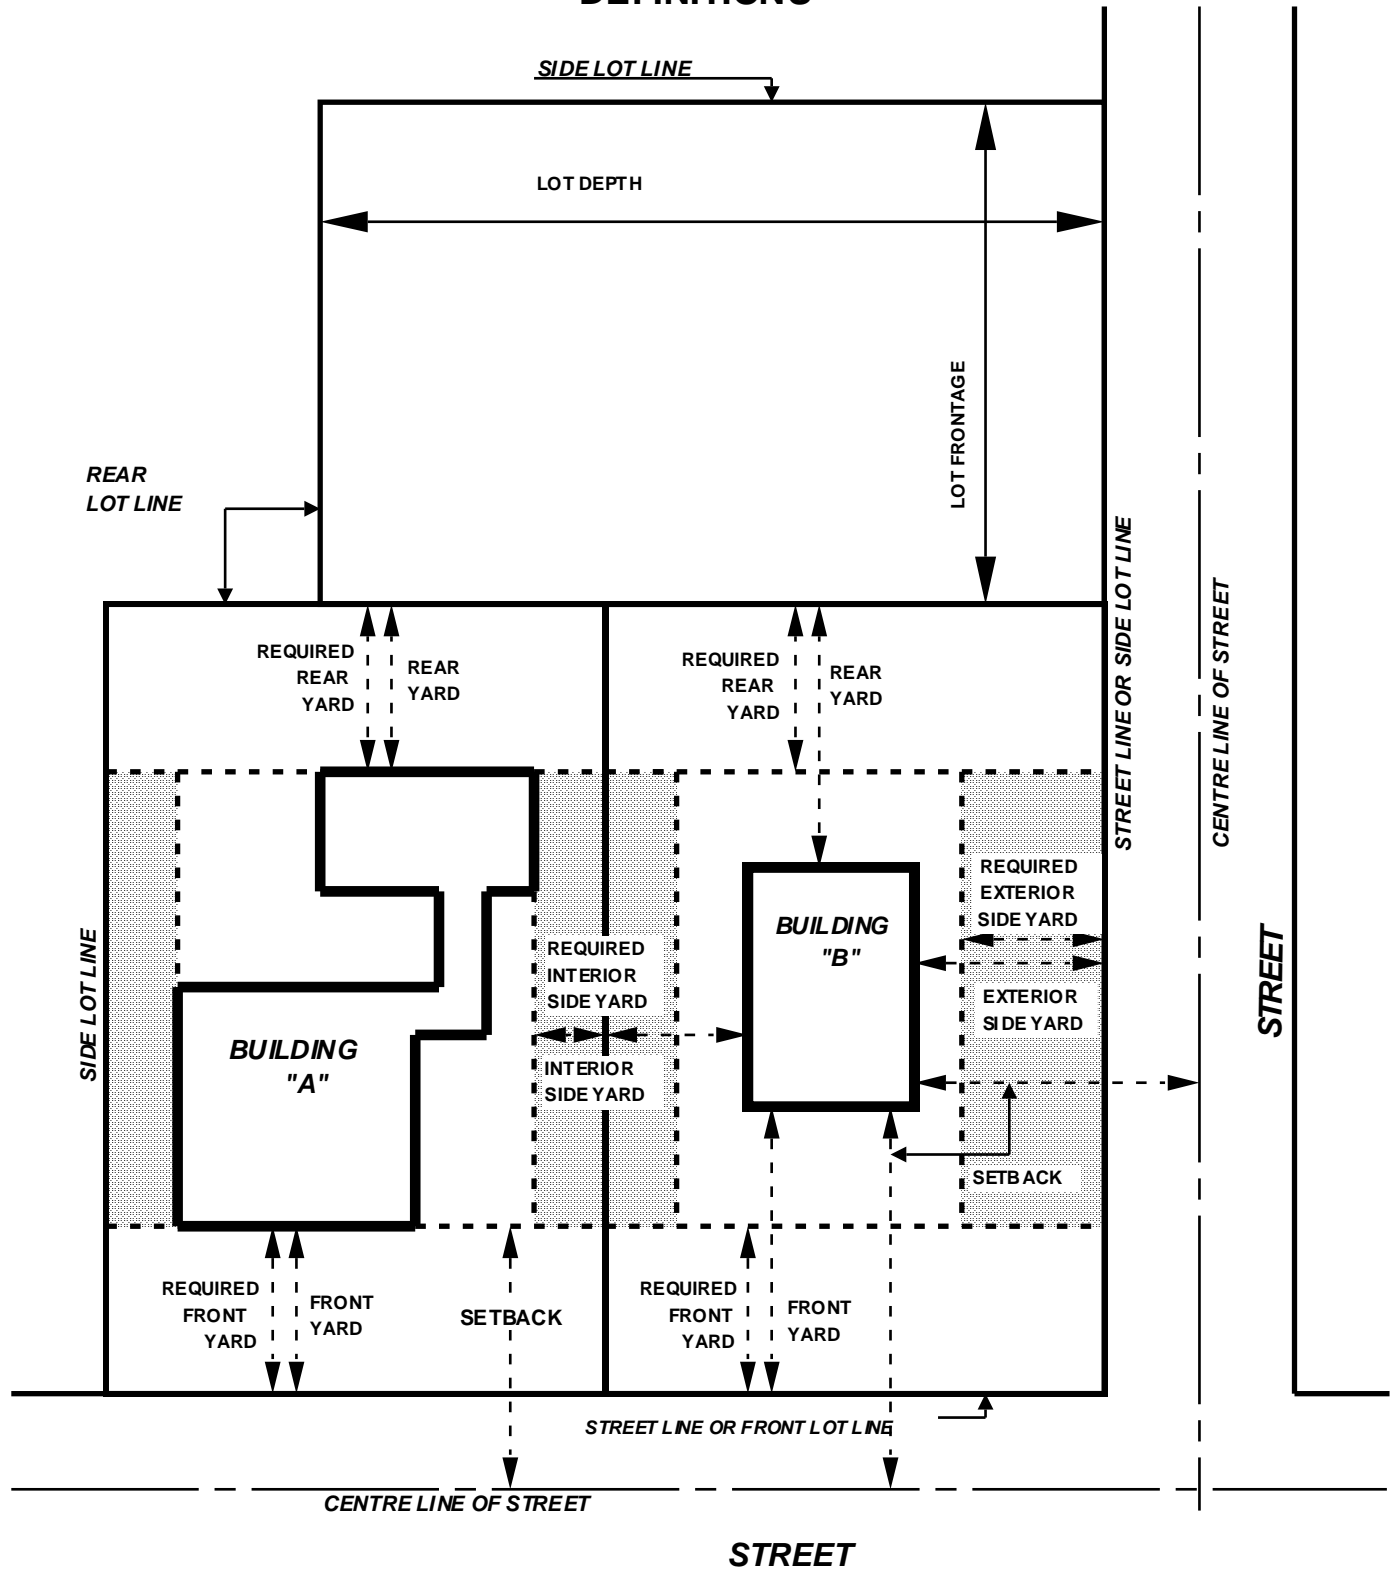 DEFINITIONS
SIDE LOT LINE
LOT DEPTH
LOT FRONTAGE
REAR
LOT LINE
STREET LINE OR SIDE LOT LINE
CENTRE LINE OF STREET
STREET
REQUIRED
REAR
YARD
REAR
YARD
REQUIRED
REAR
YARD
REAR
YARD
SIDE LOT LINE
BUILDING
"A"
REQUIRED
INTERIOR
SIDE YARD
INTERIOR
SIDE YARD
BUILDING
"B"
REQUIRED
EXTERIOR
SIDE YARD
EXTERIOR
SIDE YARD
SETBACK
REQUIRED
FRONT
YARD
FRONT
YARD
SETBACK
REQUIRED
FRONT
YARD
FRONT
YARD
STREET LINE OR FRONT LOT LINE
CENTRE LINE OF STREET
STREET